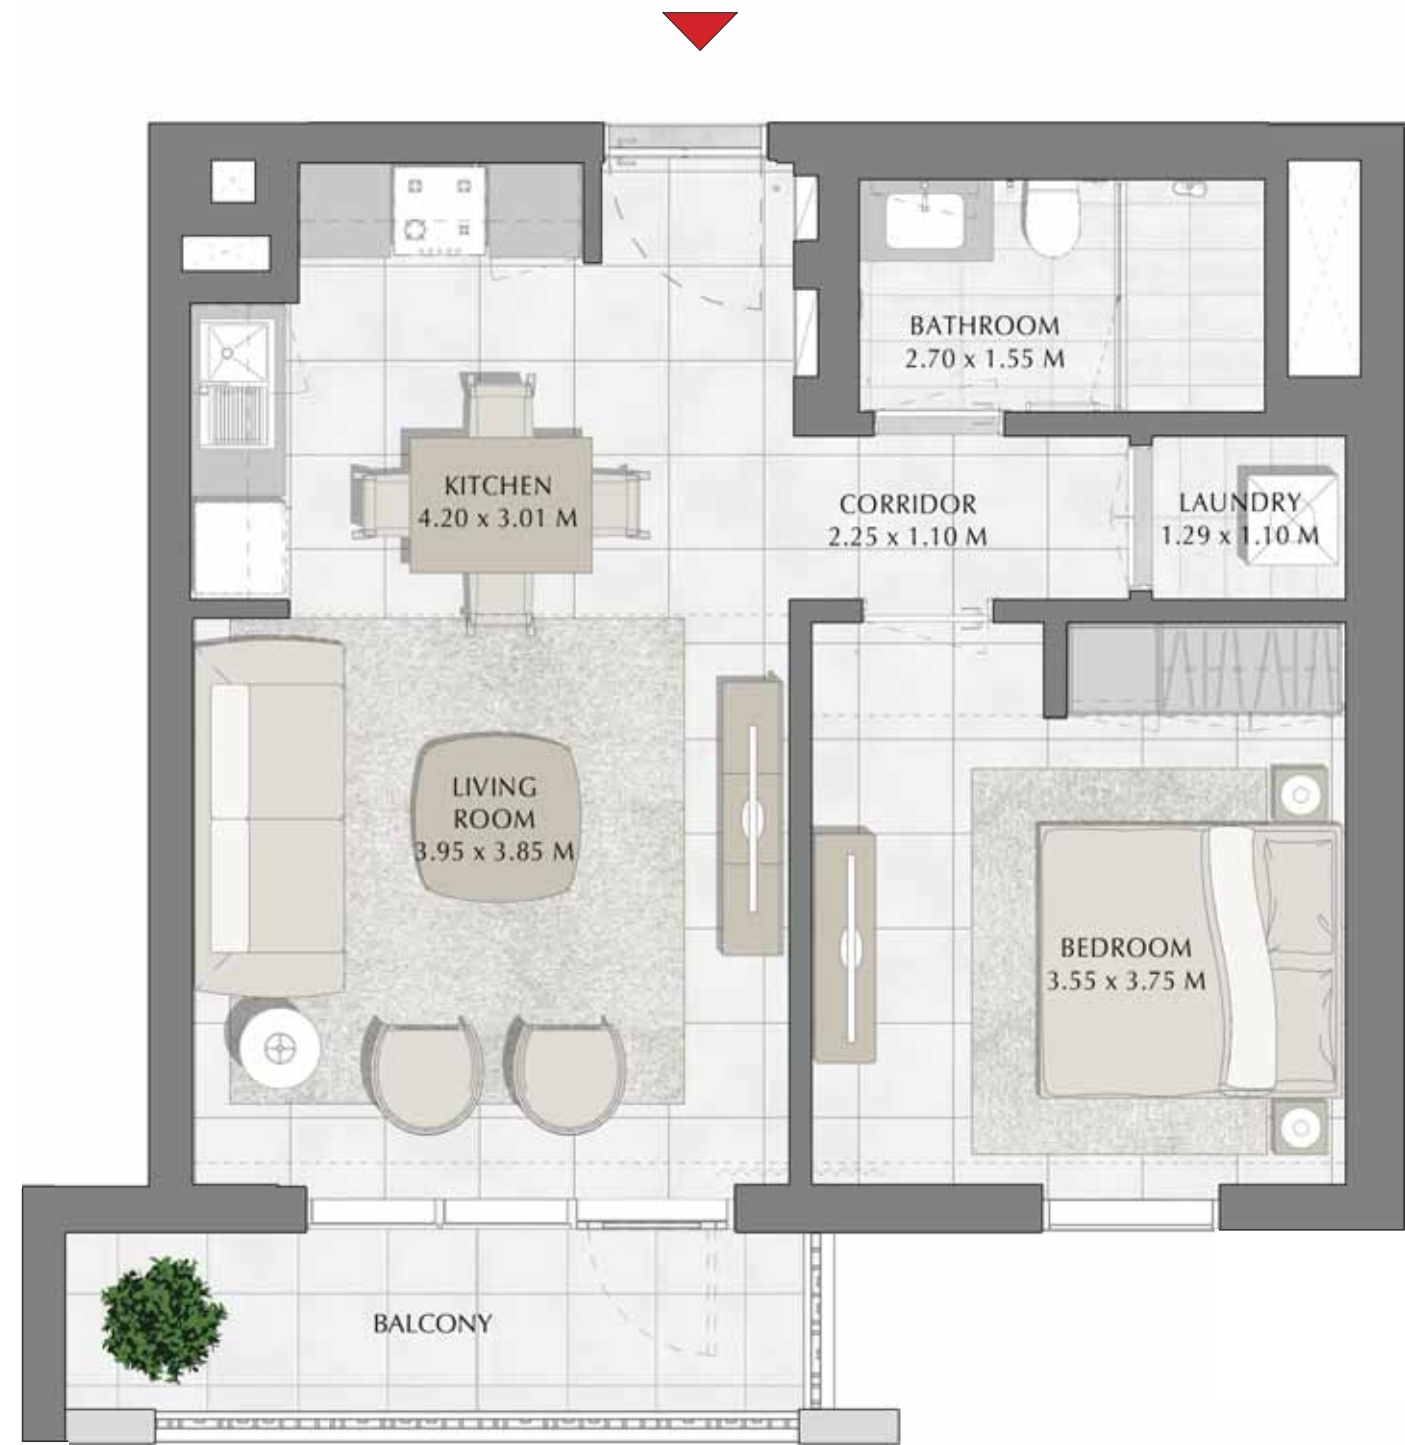 BATHROOM
2.70 x 1.55 M
KITCHEN
4.20 x 3.01 M
CORRIDOR
2.25 x 1.10 M
LAUNDRY
1.29 x 1.10 M
LIVING
ROOM
3.95 x 3.85 M
BEDROOM
3.55 x 3.75 M
BALCONY